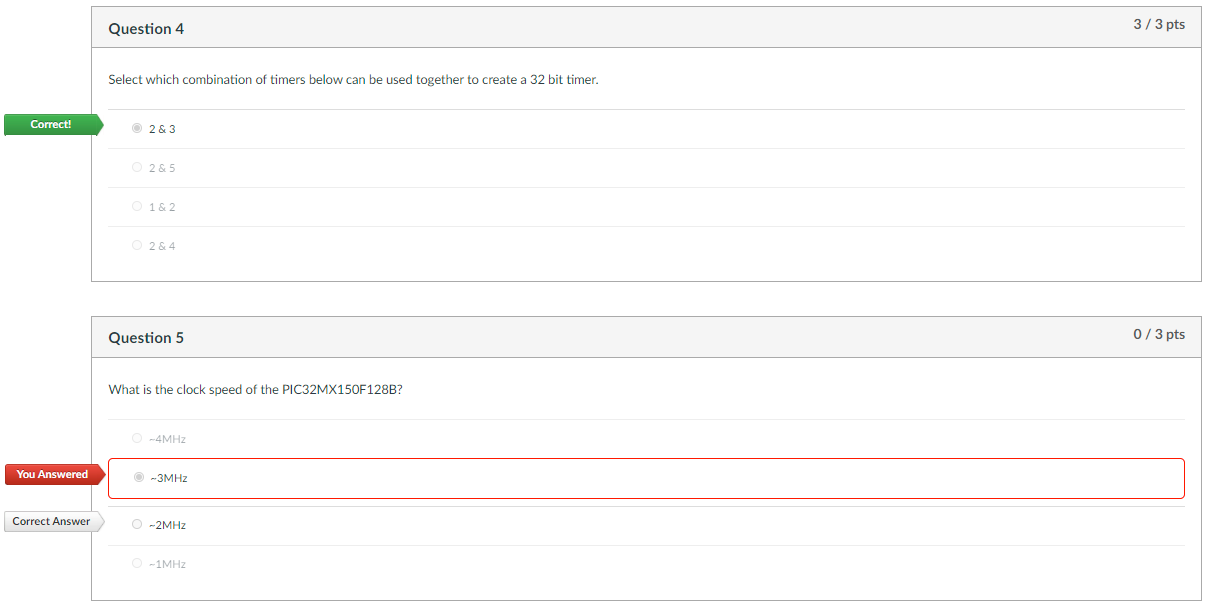 Question 4
3 / 3 pts
Select which combination of timers below can be used together to create a 32 bit timer.
Correct!
2 & 3
2 & 5
1 & 2
2 & 4
Question 5
0 / 3 pts
What is the clock speed of the PIC32MX150F128B?
~4MHz
You Answered
~3MHz
Correct Answer
~2MHz
~1MHz